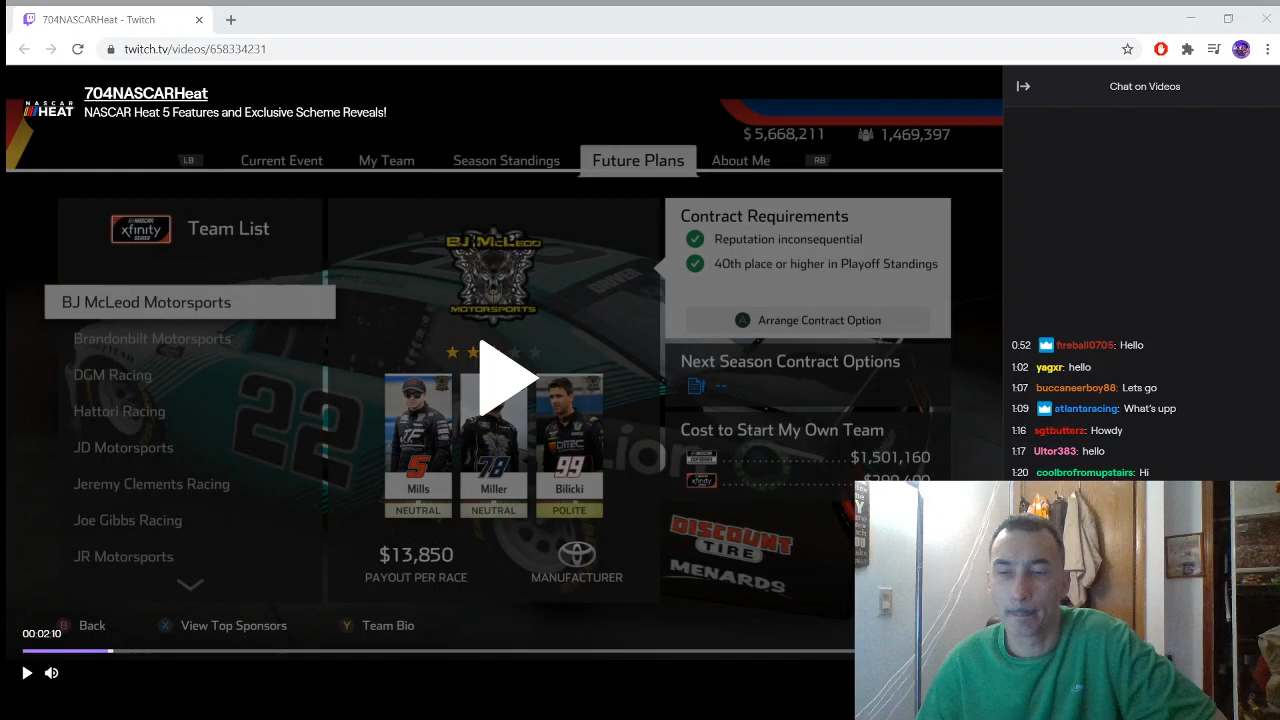 704NASCARHeat - Twitch
twitch.tv/videos/658334231
NASCAR HEAT
704NASCARHeat
NASCAR Heat 5 Features and Exclusive Scheme Reveals!
$ 5,668,211 1,469,397
LB Current Event My Team Season Standings Future Plans About Me RB
xfinity SERIES Team List
BJ McLeod Motorsports
Brandonbilt Motorsports
DGM Racing
Hattori Racing
JD Motorsports
Jeremy Clements Racing
Joe Gibbs Racing
JR Motorsports
BJ MCLEOD
MOTORSPORTS
5 78 99
Mills Miller Bilicki
NEUTRAL NEUTRAL POLITE
$13,850
PAYOUT PER RACE
MANUFACTURER
Contract Requirements
Reputation inconsequential
40th place or higher in Playoff Standings
A Arrange Contract Option
Next Season Contract Options
--
Cost to Start My Own Team
$1,501,160
$290,400
23
DISCOUNT
TIRE
MENARDS
B Back X View Top Sponsors Y Team Bio
00:02:10
Chat on Videos
0:52 fireball0705: Hello
1:02 yagxr: hello
1:07 buccaneerboy88: Lets go
1:09 atlantaracing: What's upp
1:16 sgtbutterz: Howdy
1:17 Ultor383: hello
1:20 coolbrofromupstairs: Hi